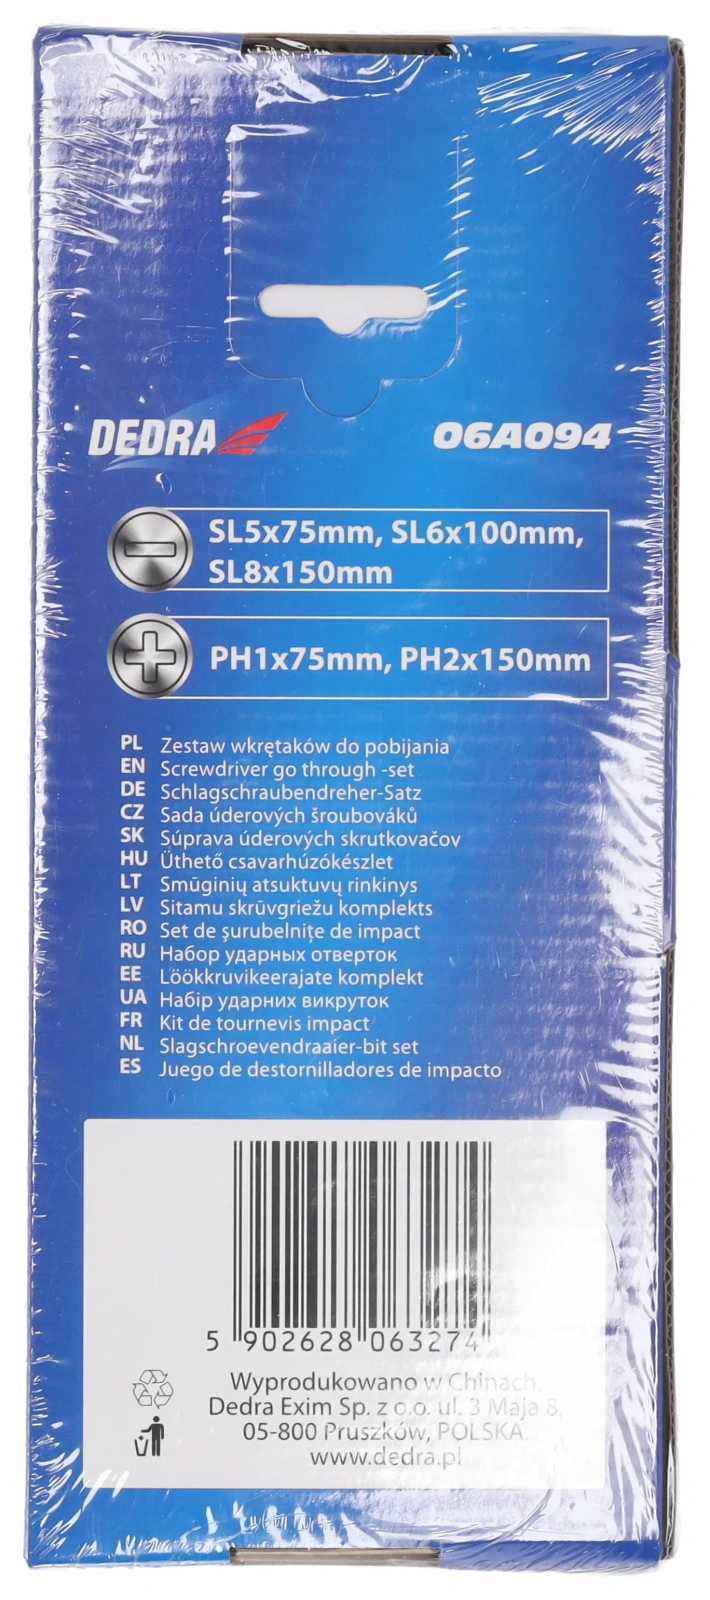 DEDRA
06A094
SL5x75mm, SL6x100mm,
SL8x150mm
PH1x75mm, PH2x150mm
PL Zestaw wkrętaków do pobijania
EN Screwdriver go through -set
DE Schlagschraubendreher-Satz
CZ Sada úderových šroubováků
SK Súprava úderových skrutkovačov
HU Üthető csavarhúzókészlet
LT Smūginių atsuktuvų rinkinys
LV Sitamu skrūvgriežu komplekts
RO Set de șurubelnițe de impact
RU Набор ударных отверток
EE Löökkruvikeerajate komplekt
UA Набір ударних викруток
FR Kit de tournevis impact
NL Slagschroevendraaier-bit set
ES Juego de destornilladores de impacto
5 902628 063274
Wyprodukowano w Chinach.
Dedra Exim Sp. z o.o. ul. 3 Maja 8,
05-800 Pruszków, POLSKA.
www.dedra.pl